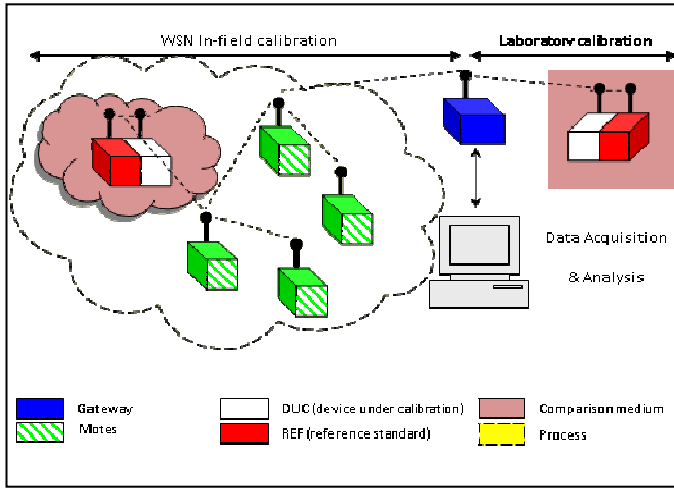 WSN In-field calibration
Laboratory calibration
Data Acquisition
& Analysis
Gateway
Motes
DUC (device under calibration)
REF (reference standard)
Comparison medium
Process